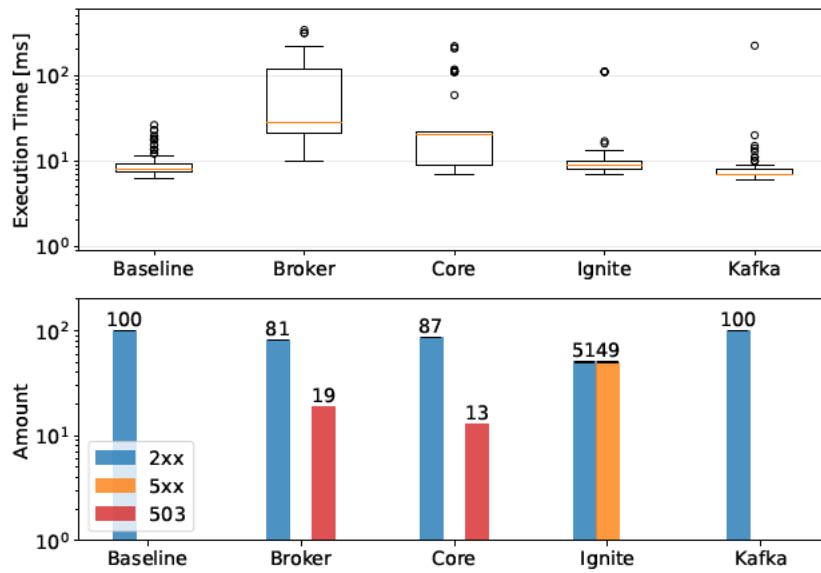 Execution Time [ms]
10²
10¹
10⁰
Baseline Broker Core Ignite Kafka
Amount
10²
10¹
10⁰
100 81 19 87 13 51 49 100
2xx
5xx
503
Baseline Broker Core Ignite Kafka